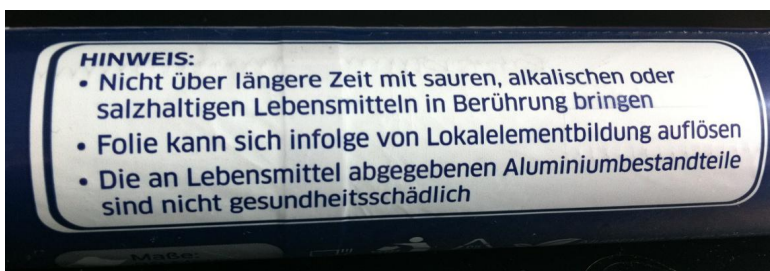 HINWEIS:
• Nicht über längere Zeit mit sauren, alkalischen oder
salzhaltigen Lebensmitteln in Berührung bringen
• Folie kann sich infolge von Lokalelementbildung auflösen
• Die an Lebensmittel abgegebenen Aluminiumbestandteile
sind nicht gesundheitsschädlich
Maße: